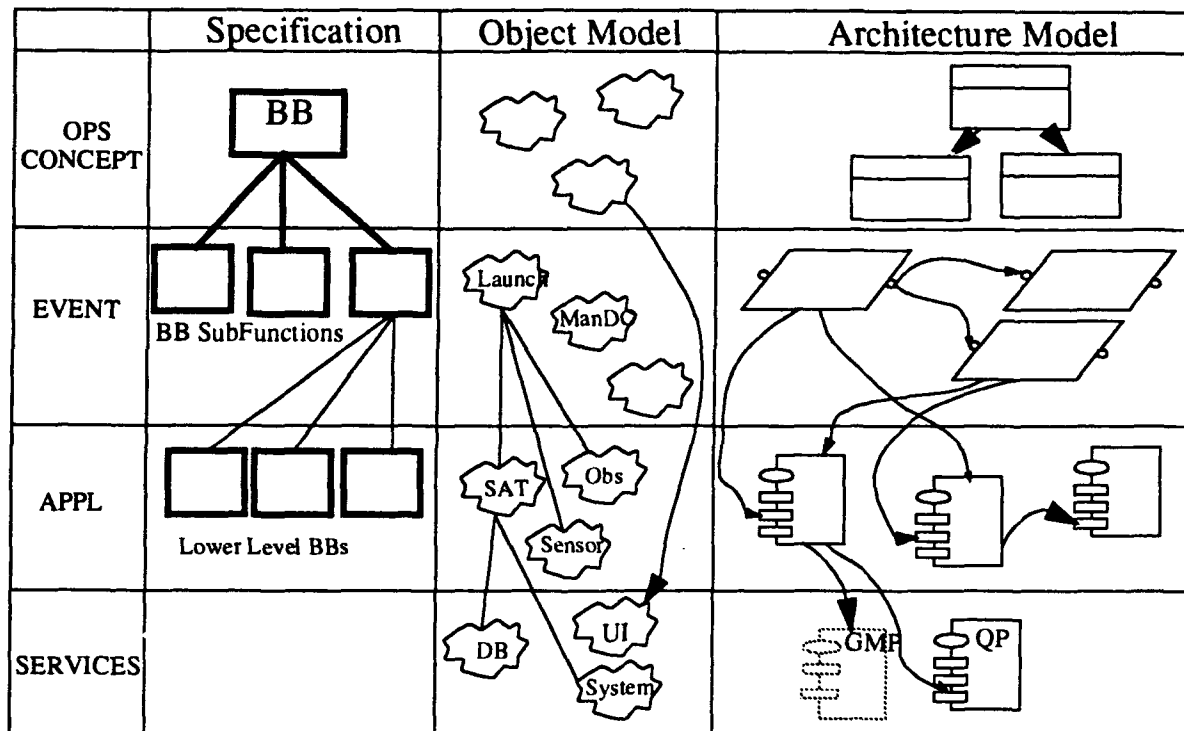 Specification
Object Model
Architecture Model
OPS
CONCEPT
BB
EVENT
BB SubFunctions
Launch
ManDC
APPL
Lower Level BBs
SAT
Obs
Sensor
SERVICES
DB
UI
System
GMP
QP